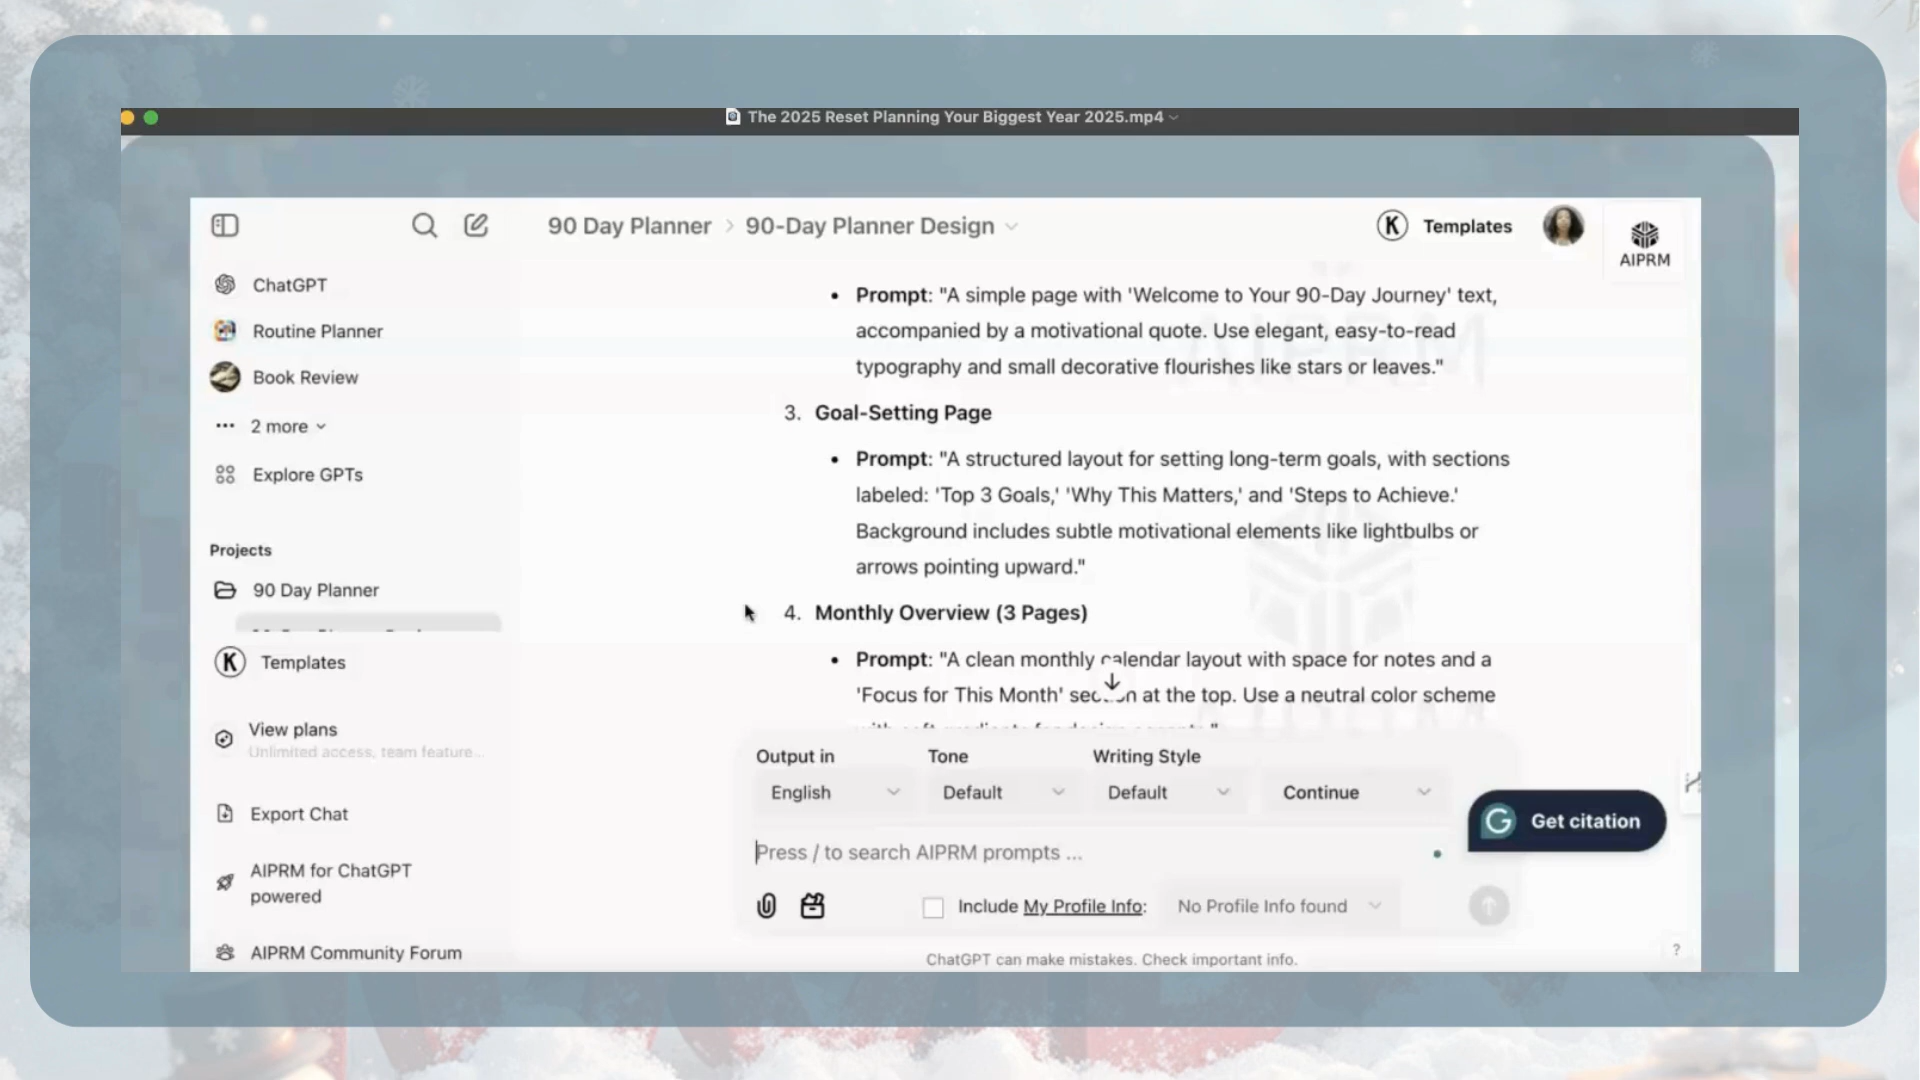 The 2025 Reset Planning Your Biggest Year 2025.mp4
90 Day Planner > 90-Day Planner Design
K Templates
AIPRM
ChatGPT
Routine Planner
Book Review
2 more
Explore GPTs
Projects
90 Day Planner
K Templates
View plans
Unlimited access, team feature...
Export Chat
AIPRM for ChatGPT
powered
AIPRM Community Forum
• Prompt: "A simple page with 'Welcome to Your 90-Day Journey' text,
accompanied by a motivational quote. Use elegant, easy-to-read
typography and small decorative flourishes like stars or leaves."
3. Goal-Setting Page
• Prompt: "A structured layout for setting long-term goals, with sections
labeled: 'Top 3 Goals,' 'Why This Matters,' and 'Steps to Achieve.'
Background includes subtle motivational elements like lightbulbs or
arrows pointing upward."
4. Monthly Overview (3 Pages)
• Prompt: "A clean monthly calendar layout with space for notes and a
'Focus for This Month' section at the top. Use a neutral color scheme
Output in Tone Writing Style
English Default Default Continue
Press / to search AIPRM prompts ...
Get citation
Include My Profile Info: No Profile Info found
ChatGPT can make mistakes. Check important info.
?
AIPRM